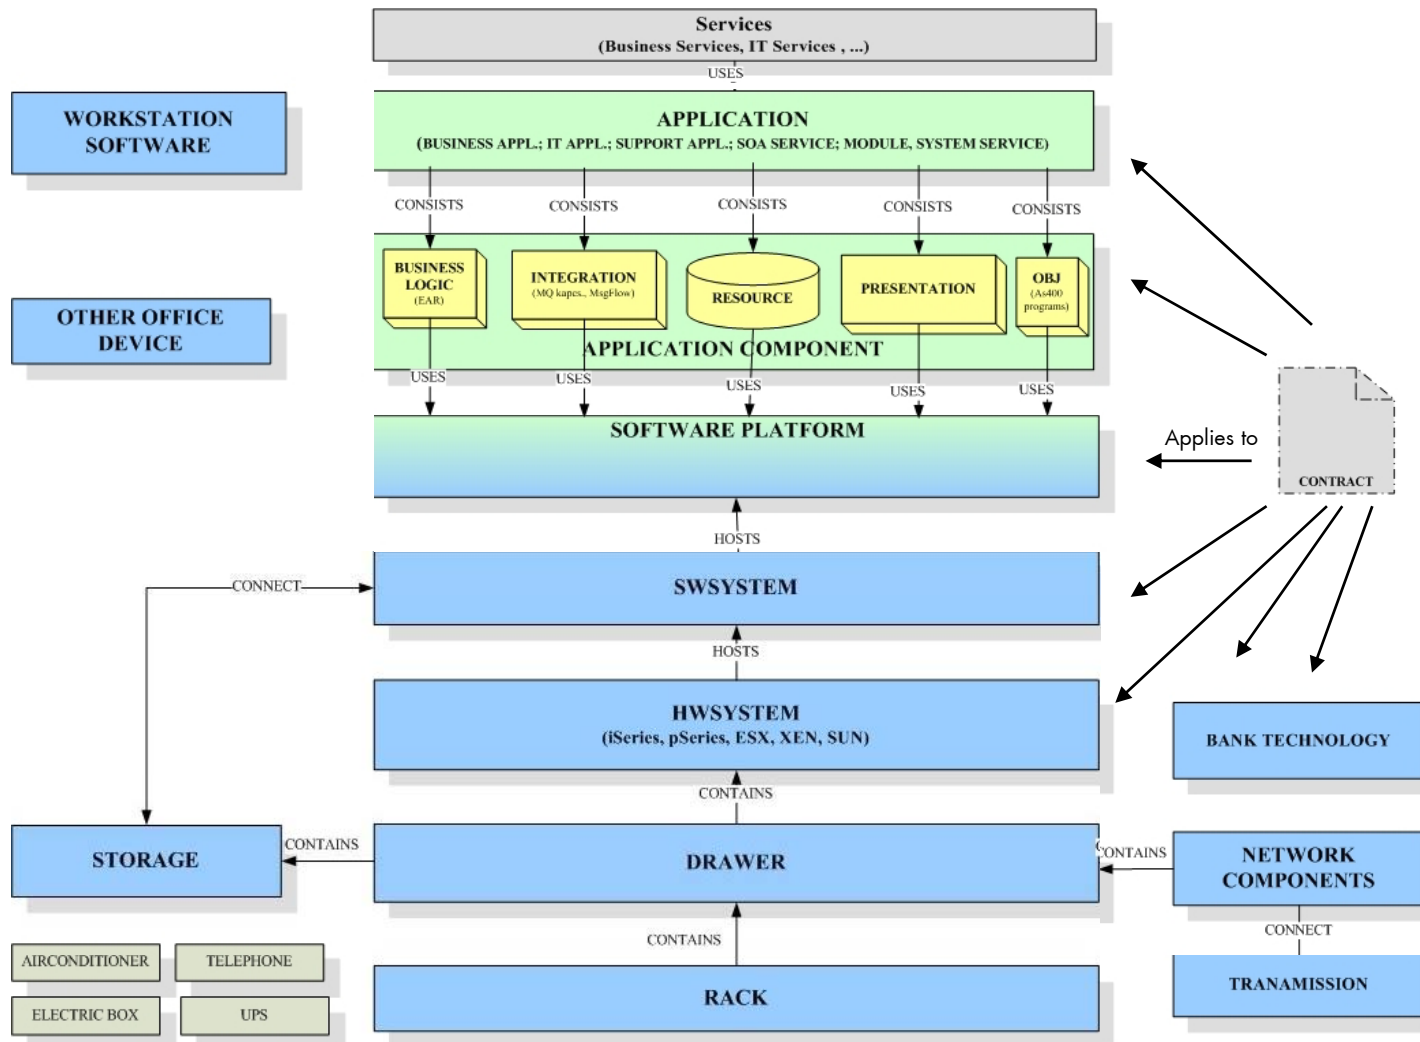 Services
(Business Services, IT Services , ...)
USES
WORKSTATION
SOFTWARE
APPLICATION
(BUSINESS APPL.; IT APPL.; SUPPORT APPL.; SOA SERVICE; MODULE, SYSTEM SERVICE)
CONSISTS
CONSISTS
CONSISTS
CONSISTS
CONSISTS
BUSINESS
LOGIC
(EAR)
INTEGRATION
(MQ kapcs., MsgFlow)
RESOURCE
PRESENTATION
OBJ
(As400
programs)
OTHER OFFICE
DEVICE
APPLICATION COMPONENT
USES
USES
USES
USES
USES
SOFTWARE PLATFORM
Applies to
CONTRACT
HOSTS
CONNECT
SWSYSTEM
HOSTS
HWSYSTEM
(iSeries, pSeries, ESX, XEN, SUN)
BANK TECHNOLOGY
CONTAINS
STORAGE
CONTAINS
DRAWER
CONTAINS
NETWORK
COMPONENTS
CONNECT
CONTAINS
AIRCONDITIONER
TELEPHONE
ELECTRIC BOX
UPS
RACK
TRANAMISSION